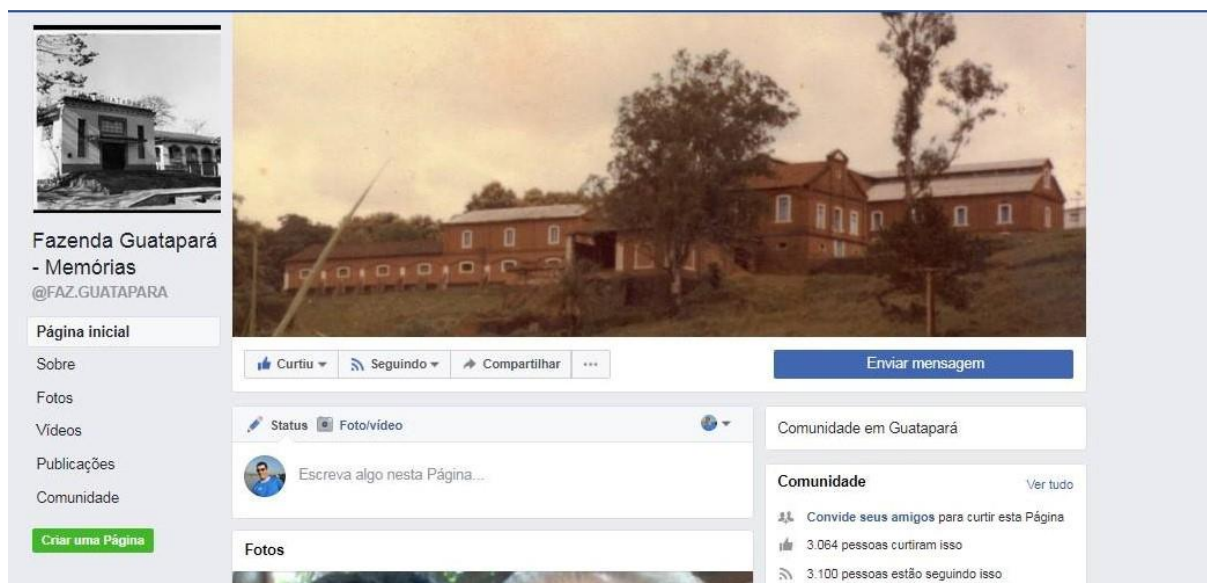 Fazenda Guatapará
- Memórias
@FAZ.GUATAPARA
Página inicial
Sobre
Fotos
Vídeos
Publicações
Comunidade
Criar uma Página
Curtiu
Seguindo
Compartilhar
Enviar mensagem
Status
Foto/vídeo
Escreva algo nesta Página...
Fotos
Comunidade em Guatapará
Comunidade
Ver tudo
Convide seus amigos para curtir esta Página
3.064 pessoas curtiram isso
3.100 pessoas estão seguindo isso